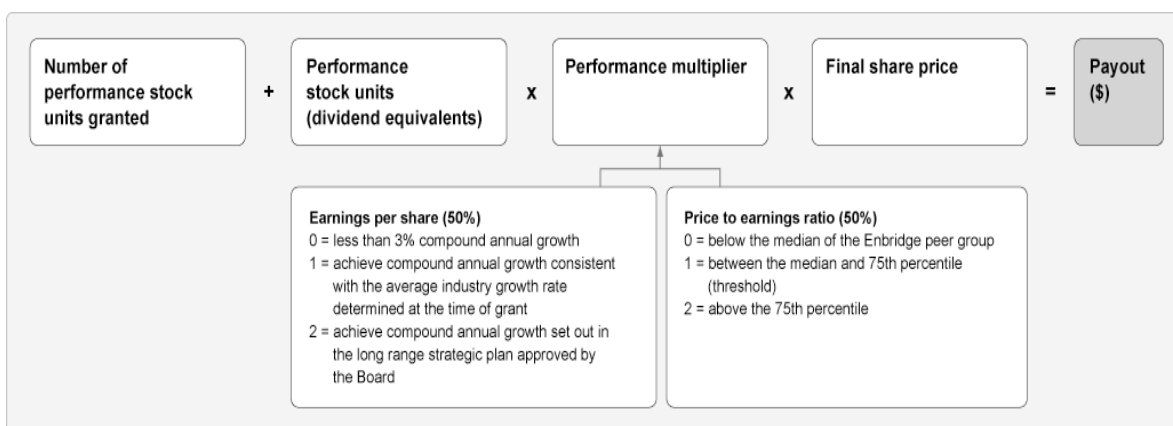 Number of
performance stock
units granted
+
Performance
stock units
(dividend equivalents)
x
Performance multiplier
x
Final share price
=
Payout
($)
Earnings per share (50%)
0 = less than 3% compound annual growth
1 = achieve compound annual growth consistent
with the average industry growth rate
determined at the time of grant
2 = achieve compound annual growth set out in
the long range strategic plan approved by
the Board
Price to earnings ratio (50%)
0 = below the median of the Enbridge peer group
1 = between the median and 75th percentile
(threshold)
2 = above the 75th percentile